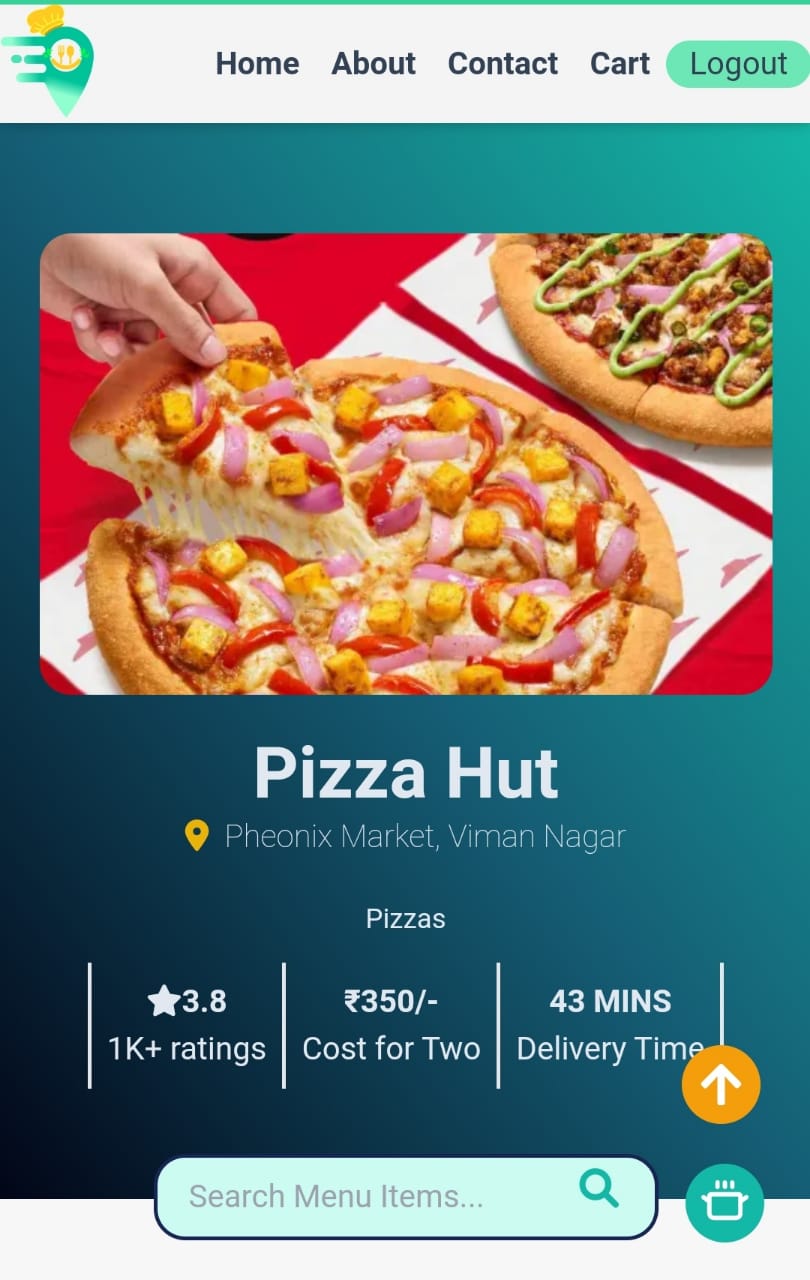 Home About Contact Cart Logout
Pizza Hut
Pheonix Market, Viman Nagar
Pizzas
3.8 ₹350/- 43 MINS
1K+ ratings Cost for Two Delivery Time
Search Menu Items...